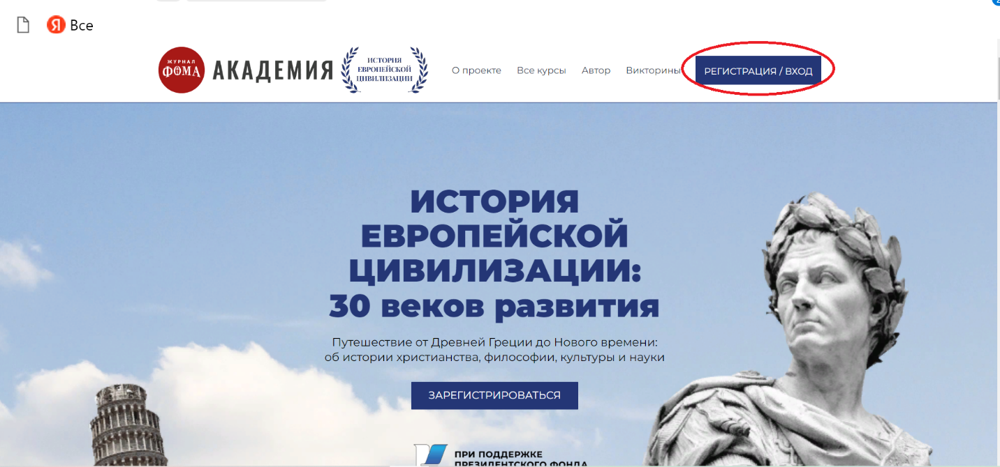 Все
ЖУРНАЛ
ФОМА
АКАДЕМИЯ
ИСТОРИЯ
ЕВРОПЕЙСКОЙ
ЦИВИЛИЗАЦИИ
О проекте Все курсы Автор Викторины РЕГИСТРАЦИЯ / ВХОД
ИСТОРИЯ
ЕВРОПЕЙСКОЙ
ЦИВИЛИЗАЦИИ:
30 веков развития
Путешествие от Древней Греции до Нового времени:
об истории христианства, философии, культуры и науки
ЗАРЕГИСТРИРОВАТЬСЯ
ПРИ ПОДДЕРЖКЕ
ПРЕЗИДЕНТСКОГО ФОНДА